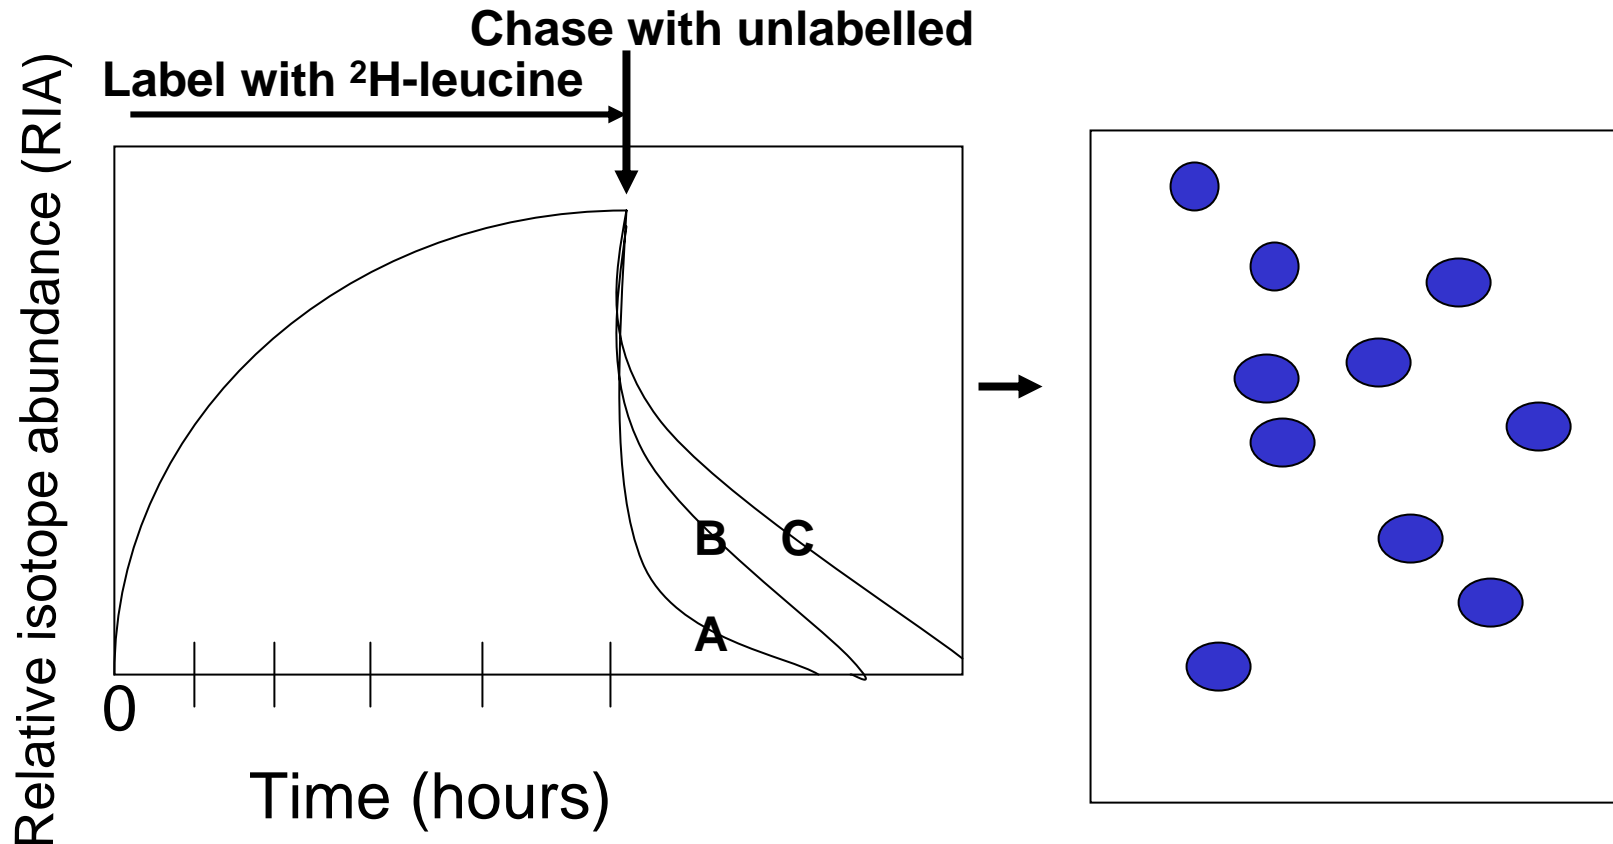 Chase with unlabelled
Label with ²H-leucine
Relative isotope abundance (RIA)
B
C
A
0
Time (hours)